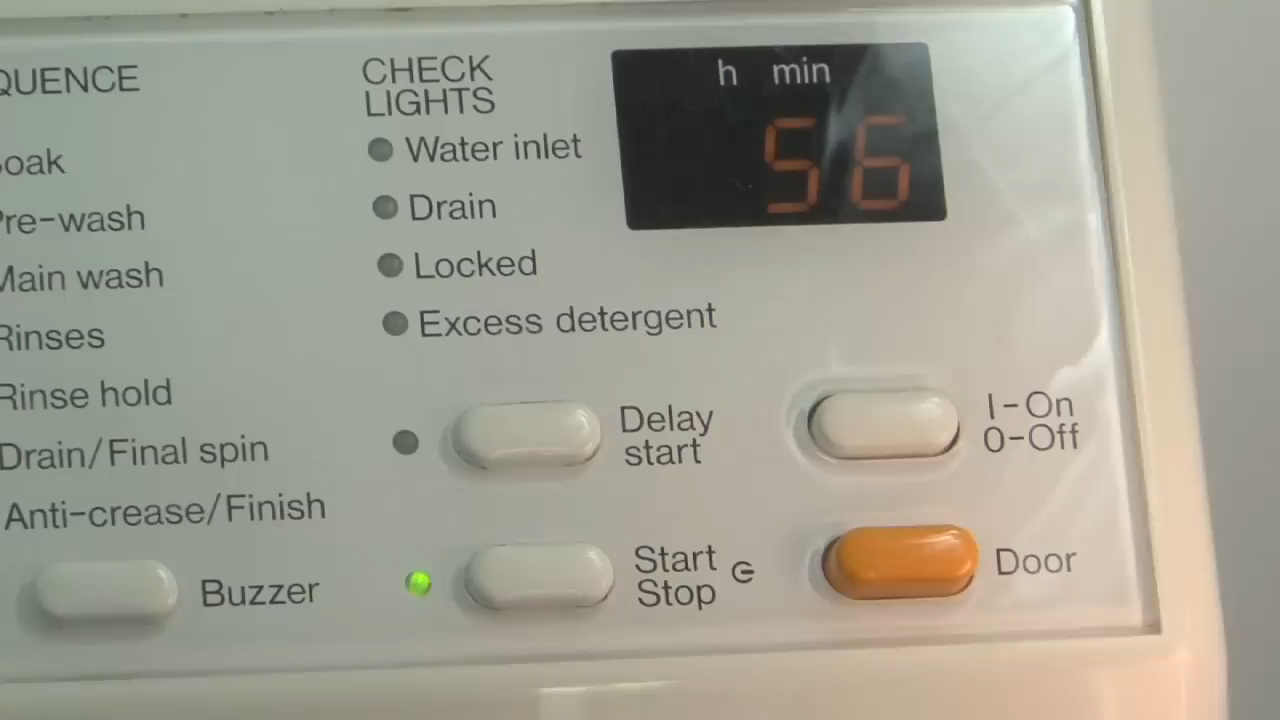 QUENCE
oak
Pre-wash
Main wash
Rinses
Rinse hold
Drain/Final spin
Anti-crease/Finish
Buzzer
CHECK
LIGHTS
Water inlet
Drain
Locked
Excess detergent
Delay
start
Start
Stop
h min
56
I-On
0-Off
Door